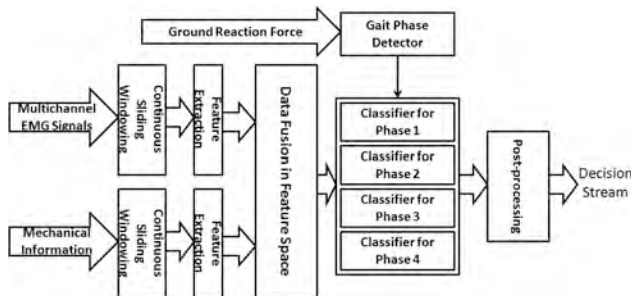 Ground Reaction Force
Gait Phase
Detector
Multichannel
EMG Signals
Continuous
Sliding
Windowing
Feature
Extraction
Data Fusion in Feature Space
Classifier for
Phase 1
Classifier for
Phase 2
Classifier for
Phase 3
Classifier for
Phase 4
Post-processing
Decision
Stream
Mechanical
Information
Continuous
Sliding
Windowing
Feature
Extraction